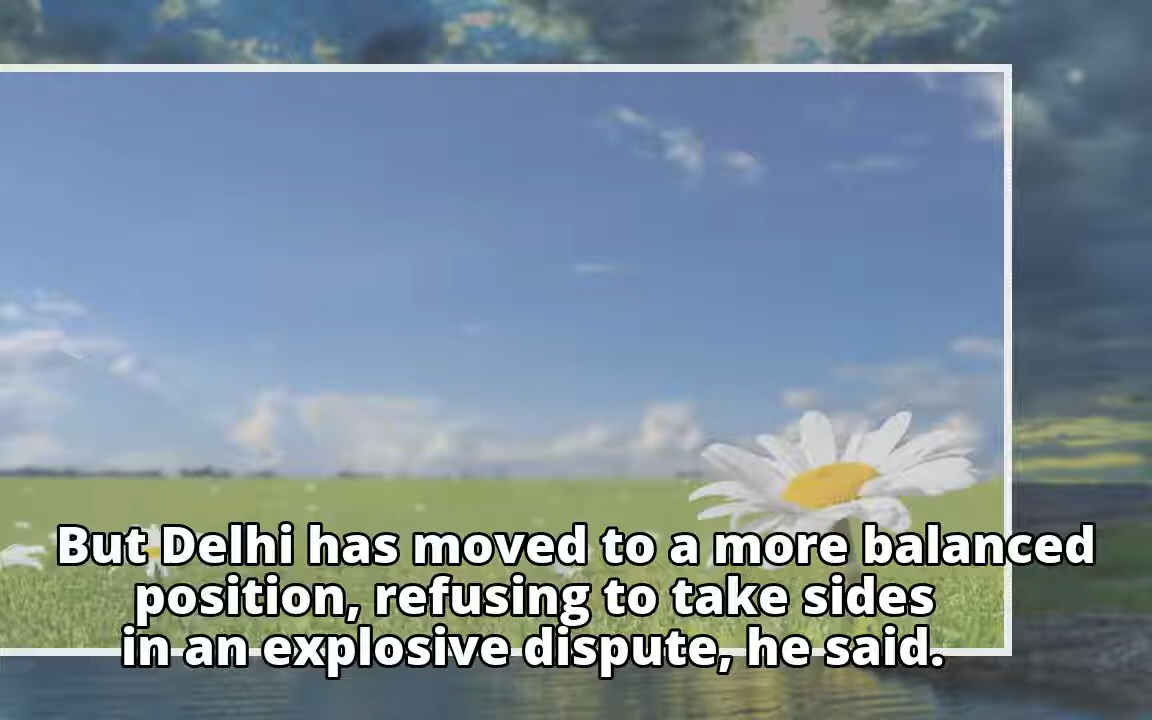 But Delhi has moved to a more balanced
position, refusing to take sides
in an explosive dispute, he said.